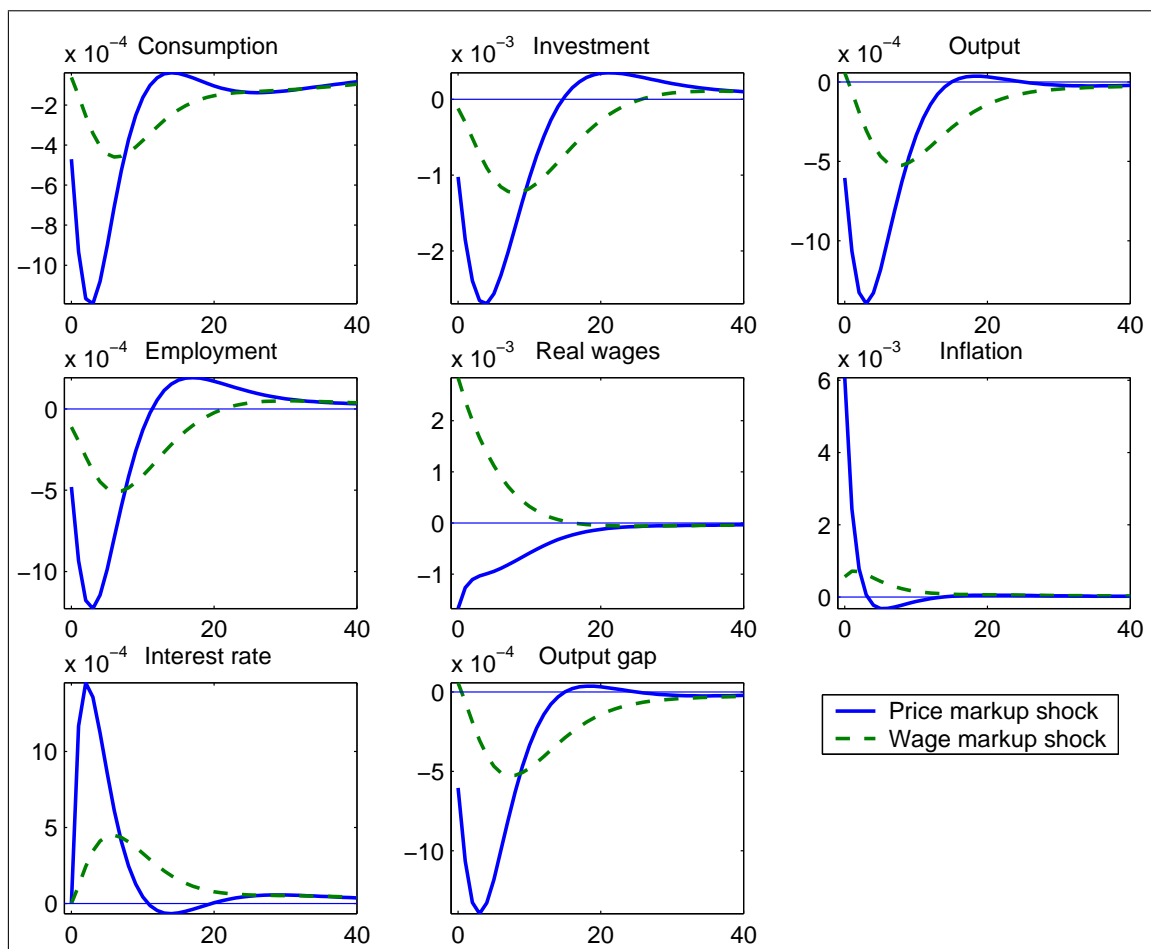 x 10⁻⁴ Consumption
−2
−4
−6
−8
−10
0 20 40
x 10⁻³ Investment
0
−1
−2
0 20 40
x 10⁻⁴ Output
0
−5
−10
0 20 40
x 10⁻⁴ Employment
0
−5
−10
0 20 40
x 10⁻³ Real wages
2
1
0
−1
0 20 40
x 10⁻³ Inflation
6
4
2
0
0 20 40
x 10⁻⁴ Interest rate
10
5
0
0 20 40
x 10⁻⁴ Output gap
0
−5
−10
0 20 40
Price markup shock
Wage markup shock